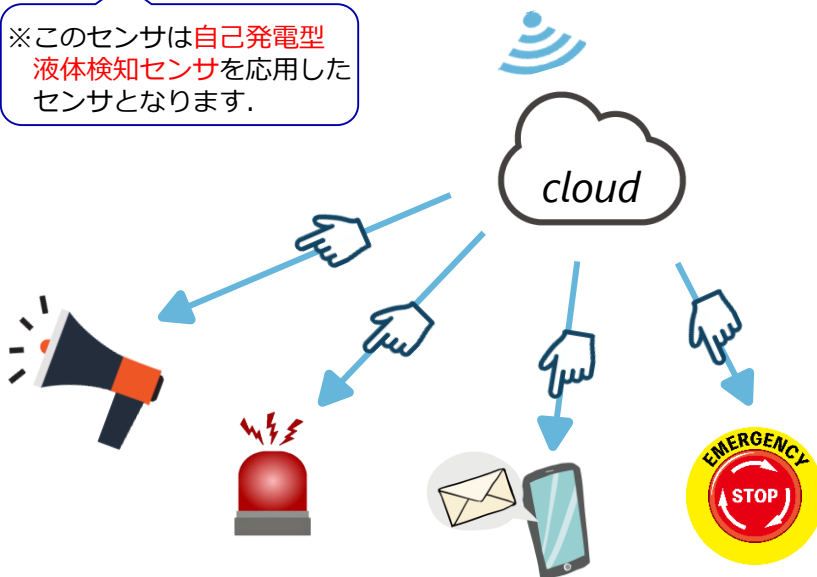 ※このセンサは自己発電型
液体検知センサを応用した
センサとなります.
cloud
EMERGENCY
STOP